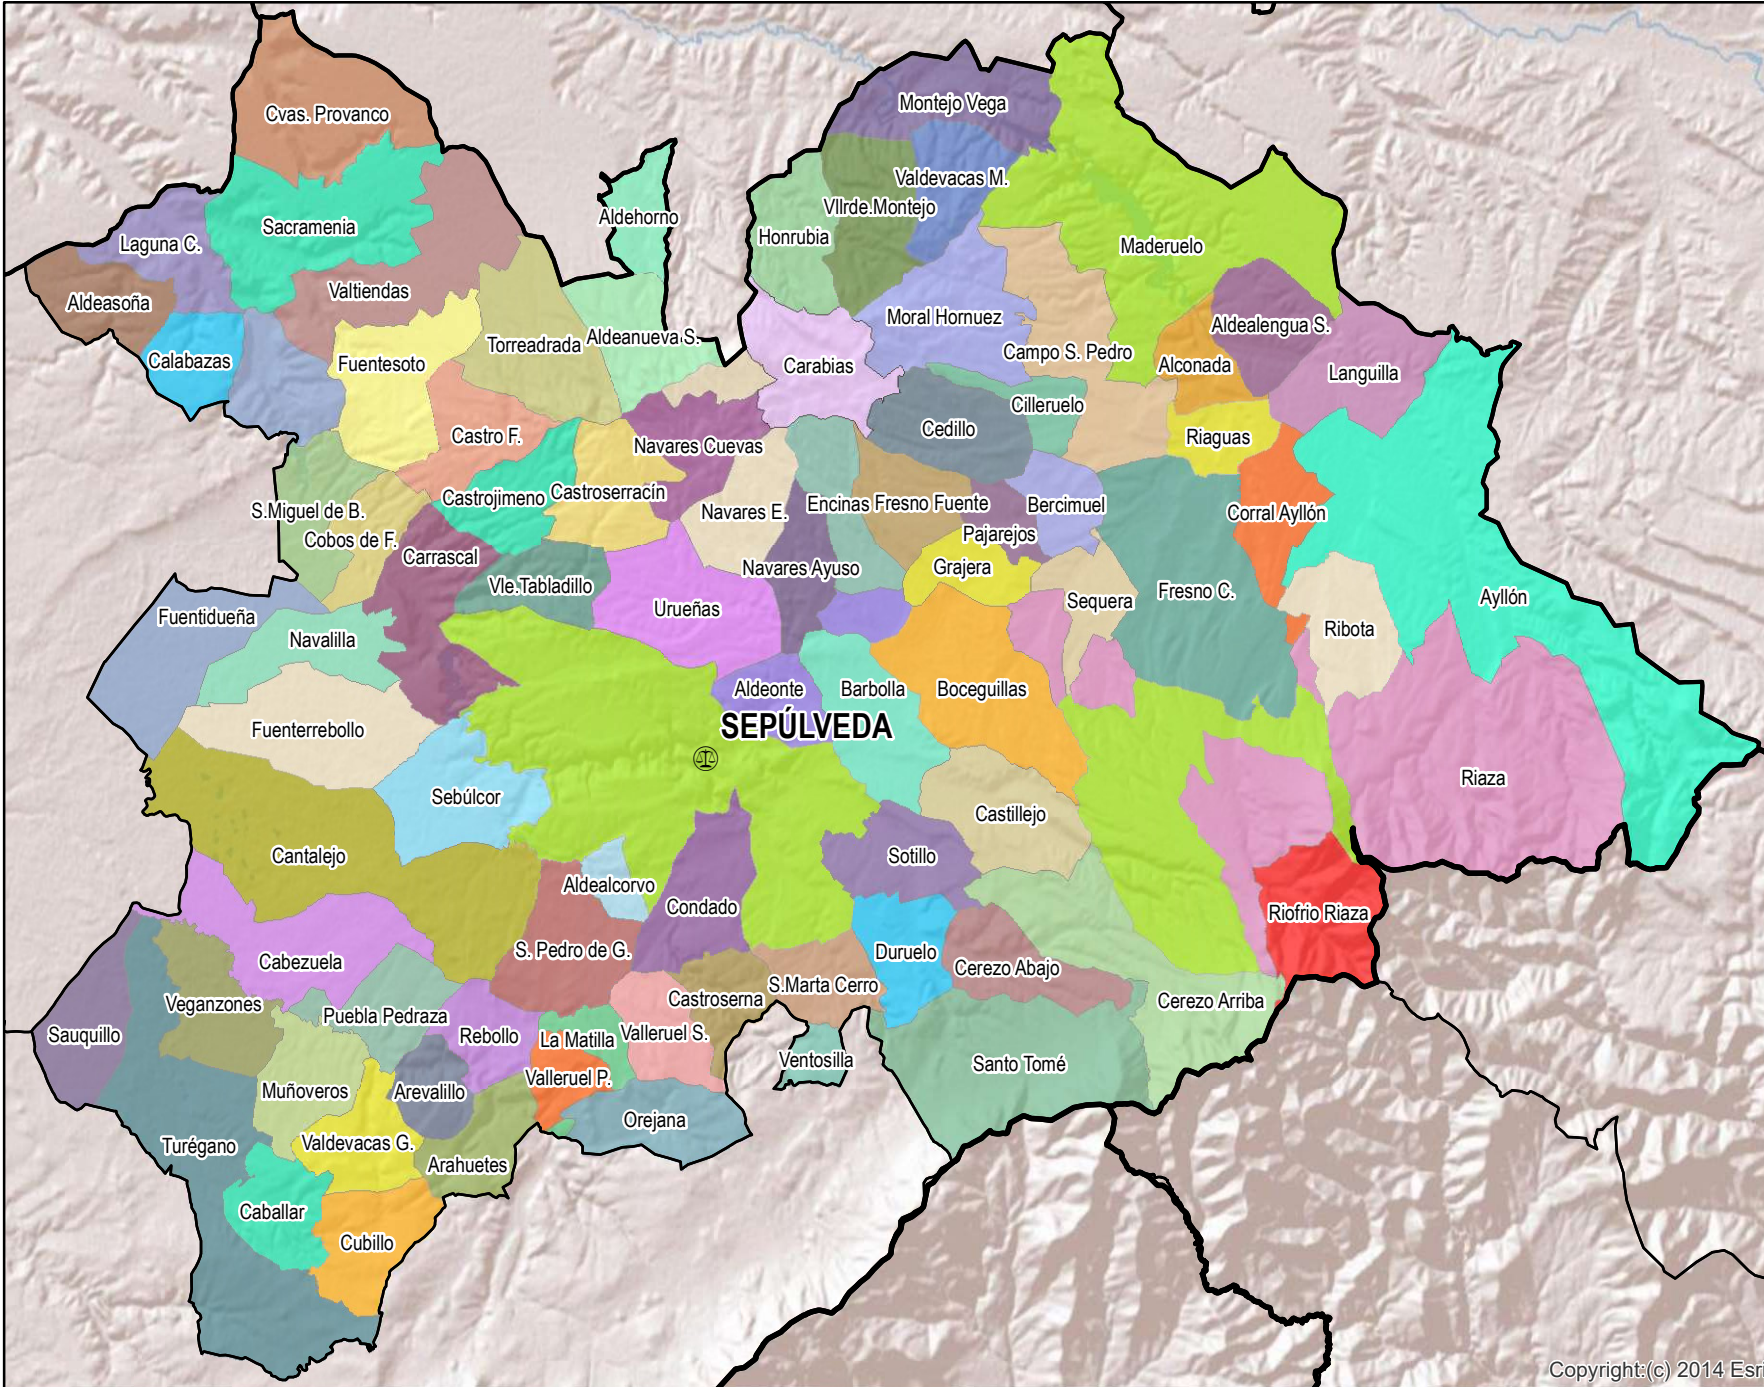 Cvas. Provanco
Montejo Vega
Valdevacas M.
Vllrde.Montejo
Aldehorno
Sacramenia
Honrubia
Laguna C.
Maderuelo
Valtiendas
Aldeasoña
Moral Hornuez
Aldealengua S.
Aldeanueva S.
Torreadrada
Campo S. Pedro
Calabazas
Fuentesoto
Carabias
Alconada
Languilla
Cilleruelo
Cedillo
Castro F.
Riaguas
Navares Cuevas
Castroserracín
Castrojimeno
Encinas
Fresno Fuente
Bercimuel
S.Miguel de B.
Navares E.
Corral Ayllón
Pajarejos
Cobos de F.
Carrascal
Navares Ayuso
Grajera
Vle.Tabladillo
Fresno C.
Ayllón
Sequera
Urueñas
Fuentidueña
Ribota
Navalilla
Aldeonte
Barbolla
Boceguillas
SEPÚLVEDA
Fuenterrebollo
Riaza
Sebúlcor
Castillejo
Cantalejo
Sotillo
Aldealcorvo
Condado
Riofrio Riaza
S. Pedro de G.
Duruelo
Cabezuela
Cerezo Abajo
S.Marta Cerro
Castroserna
Cerezo Arriba
Veganzones
Puebla Pedraza
Sauquillo
Rebollo
La Matilla
Valleruel S.
Ventosilla
Santo Tomé
Valleruel P.
Muñoveros
Arevalillo
Orejana
Valdevacas G.
Turégano
Arahuetes
Caballar
Cubillo
Copyright:(c) 2014 Esri